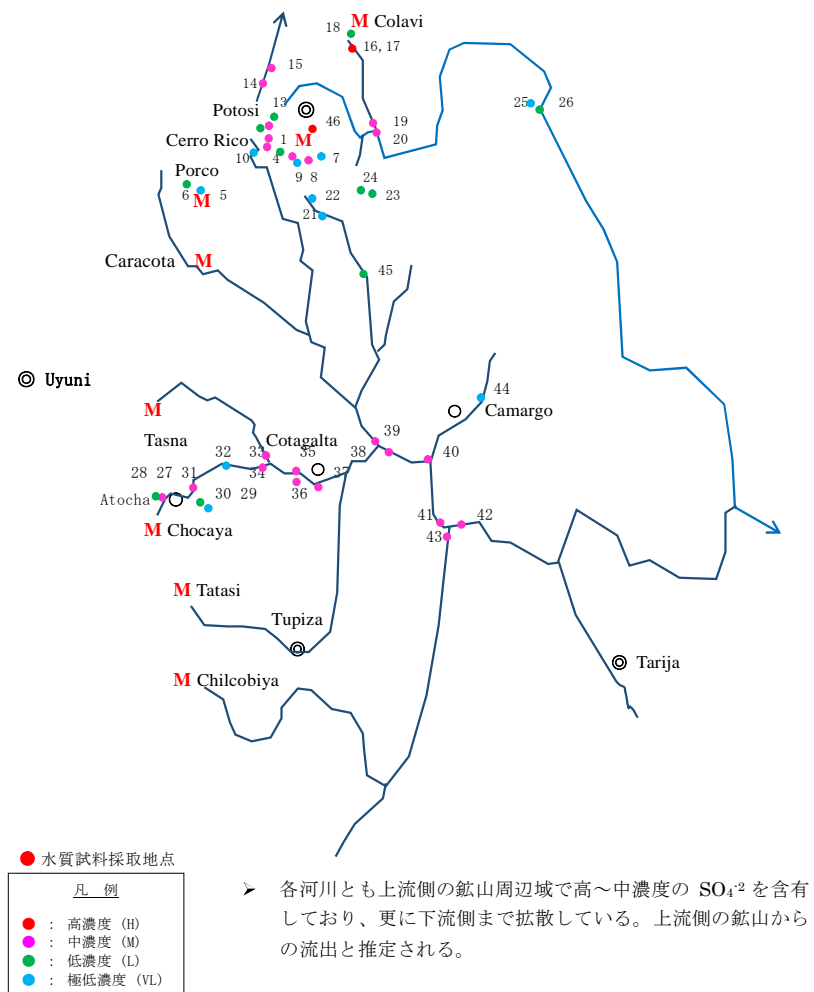 18 M Colavi
16,17
15
14
13
Potosi
46
19
25 26
Cerro Rico 1 M
20
10 4 7
9 8
Porco
24
6 M 5
22 23
21
Caracota M
45
Uyuni
M
44
Camargo
39
Tasna 32 33 Cotagalta 35 38
40
28 27 31 34 37
Atocha 30 29 36
41 42
M Chocaya
43
M Tatasi
Tupiza
Tarija
M Chilcobiya
水質試料採取地点
凡 例
: 高濃度 (H)
: 中濃度 (M)
: 低濃度 (L)
: 極低濃度 (VL)
➢ 各河川とも上流側の鉱山周辺域で高～中濃度の SO₄⁻² を含有
しており、更に下流側まで拡散している。上流側の鉱山から
の流出と推定される。